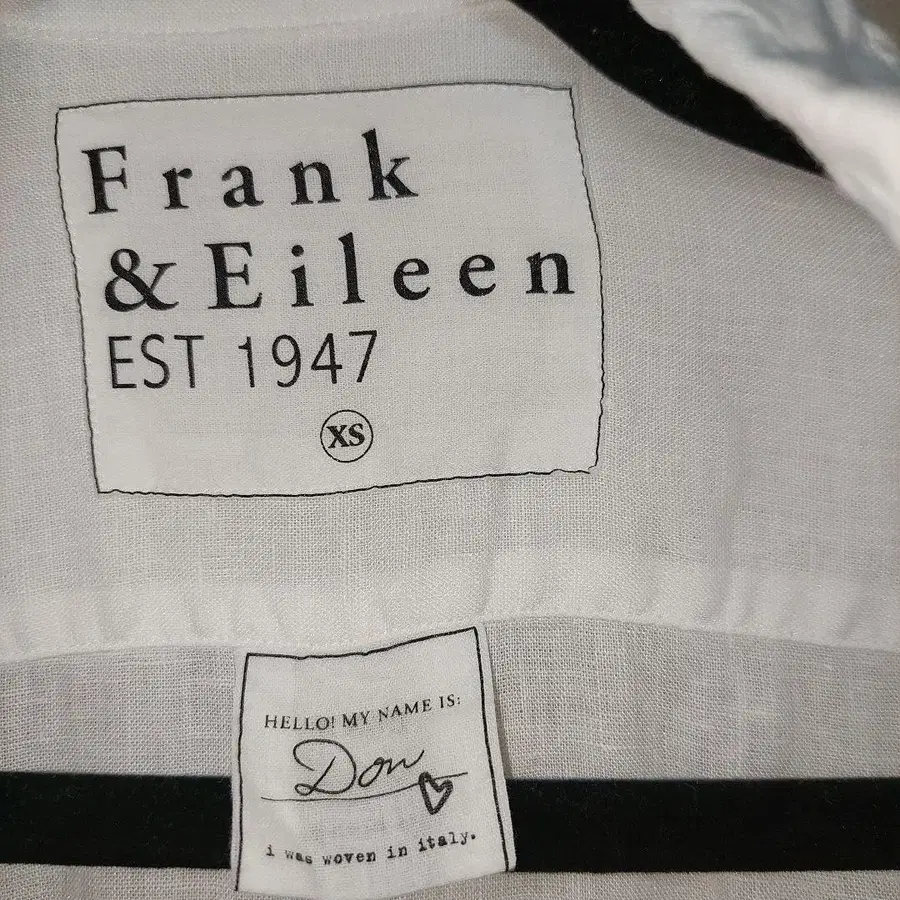 Frank
& Eileen
EST 1947
XS
HELLO! MY NAME IS:
Don
i was woven in italy.